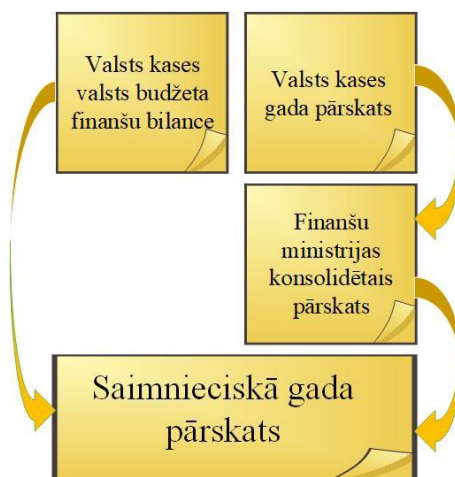 Valsts kases
valsts budžeta
finanšu bilance
Valsts kases
gada pārskats
Finanšu
ministrijas
konsolidētais
pārskats
Saimnieciskā gada
pārskats